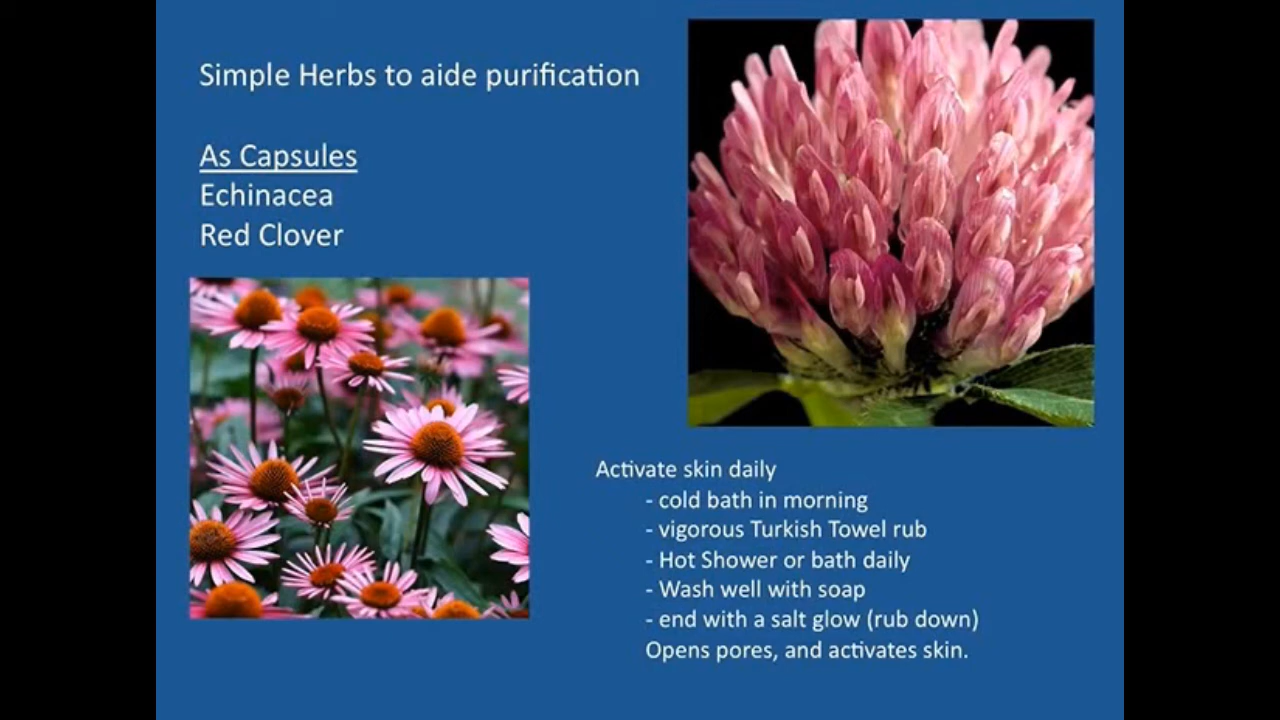 Simple Herbs to aide purification
As Capsules
Echinacea
Red Clover
Activate skin daily
- cold bath in morning
- vigorous Turkish Towel rub
- Hot Shower or bath daily
- Wash well with soap
- end with a salt glow (rub down)
Opens pores, and activates skin.